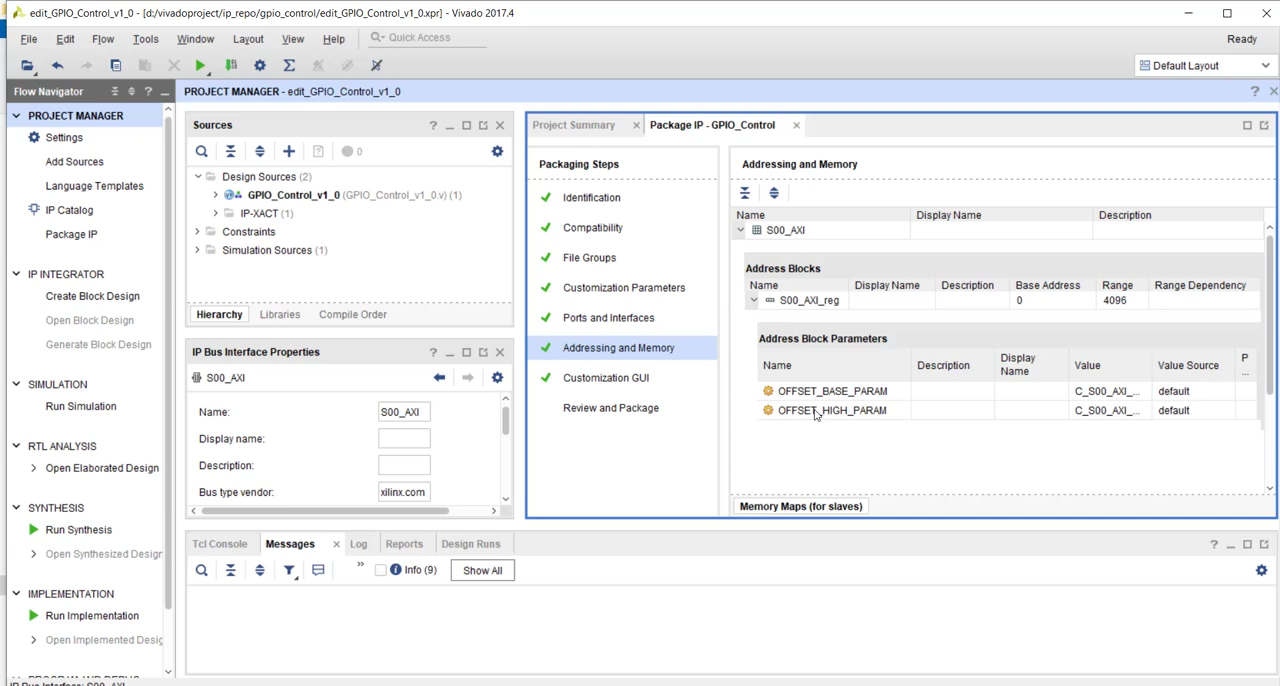 edit_GPIO_Control_v1_0 - [d:/vivadoproject/ip_repo/gpio_control/edit_GPIO_Control_v1_0.xpr] - Vivado 2017.4
File Edit Flow Tools Window Layout View Help Quick Access
Ready
Default Layout
Flow Navigator
PROJECT MANAGER
Settings
Add Sources
Language Templates
IP Catalog
Package IP
IP INTEGRATOR
Create Block Design
Open Block Design
Generate Block Design
SIMULATION
Run Simulation
RTL ANALYSIS
Open Elaborated Design
SYNTHESIS
Run Synthesis
Open Synthesized Design
IMPLEMENTATION
Run Implementation
Open Implemented Desig
PROJECT MANAGER - edit_GPIO_Control_v1_0
Sources
0
Design Sources (2)
GPIO_Control_v1_0 (GPIO_Control_v1_0.v) (1)
IP-XACT (1)
Constraints
Simulation Sources (1)
Hierarchy Libraries Compile Order
IP Bus Interface Properties
S00_AXI
Name: S00_AXI
Display name:
Description:
Bus type vendor: xilinx.com
Project Summary Package IP - GPIO_Control
Packaging Steps
Identification
Compatibility
File Groups
Customization Parameters
Ports and Interfaces
Addressing and Memory
Customization GUI
Review and Package
Addressing and Memory
Name Display Name Description
S00_AXI
Address Blocks
Name Display Name Description Base Address Range Range Dependency
S00_AXI_reg 0 4096
Address Block Parameters
Name Description Display Name Value Value Source P ...
OFFSET_BASE_PARAM C_S00_AXI_... default
OFFSET_HIGH_PARAM C_S00_AXI_... default
Memory Maps (for slaves)
Tcl Console Messages Log Reports Design Runs
Info (9) Show All
IP Bus Interface: S00_AXI